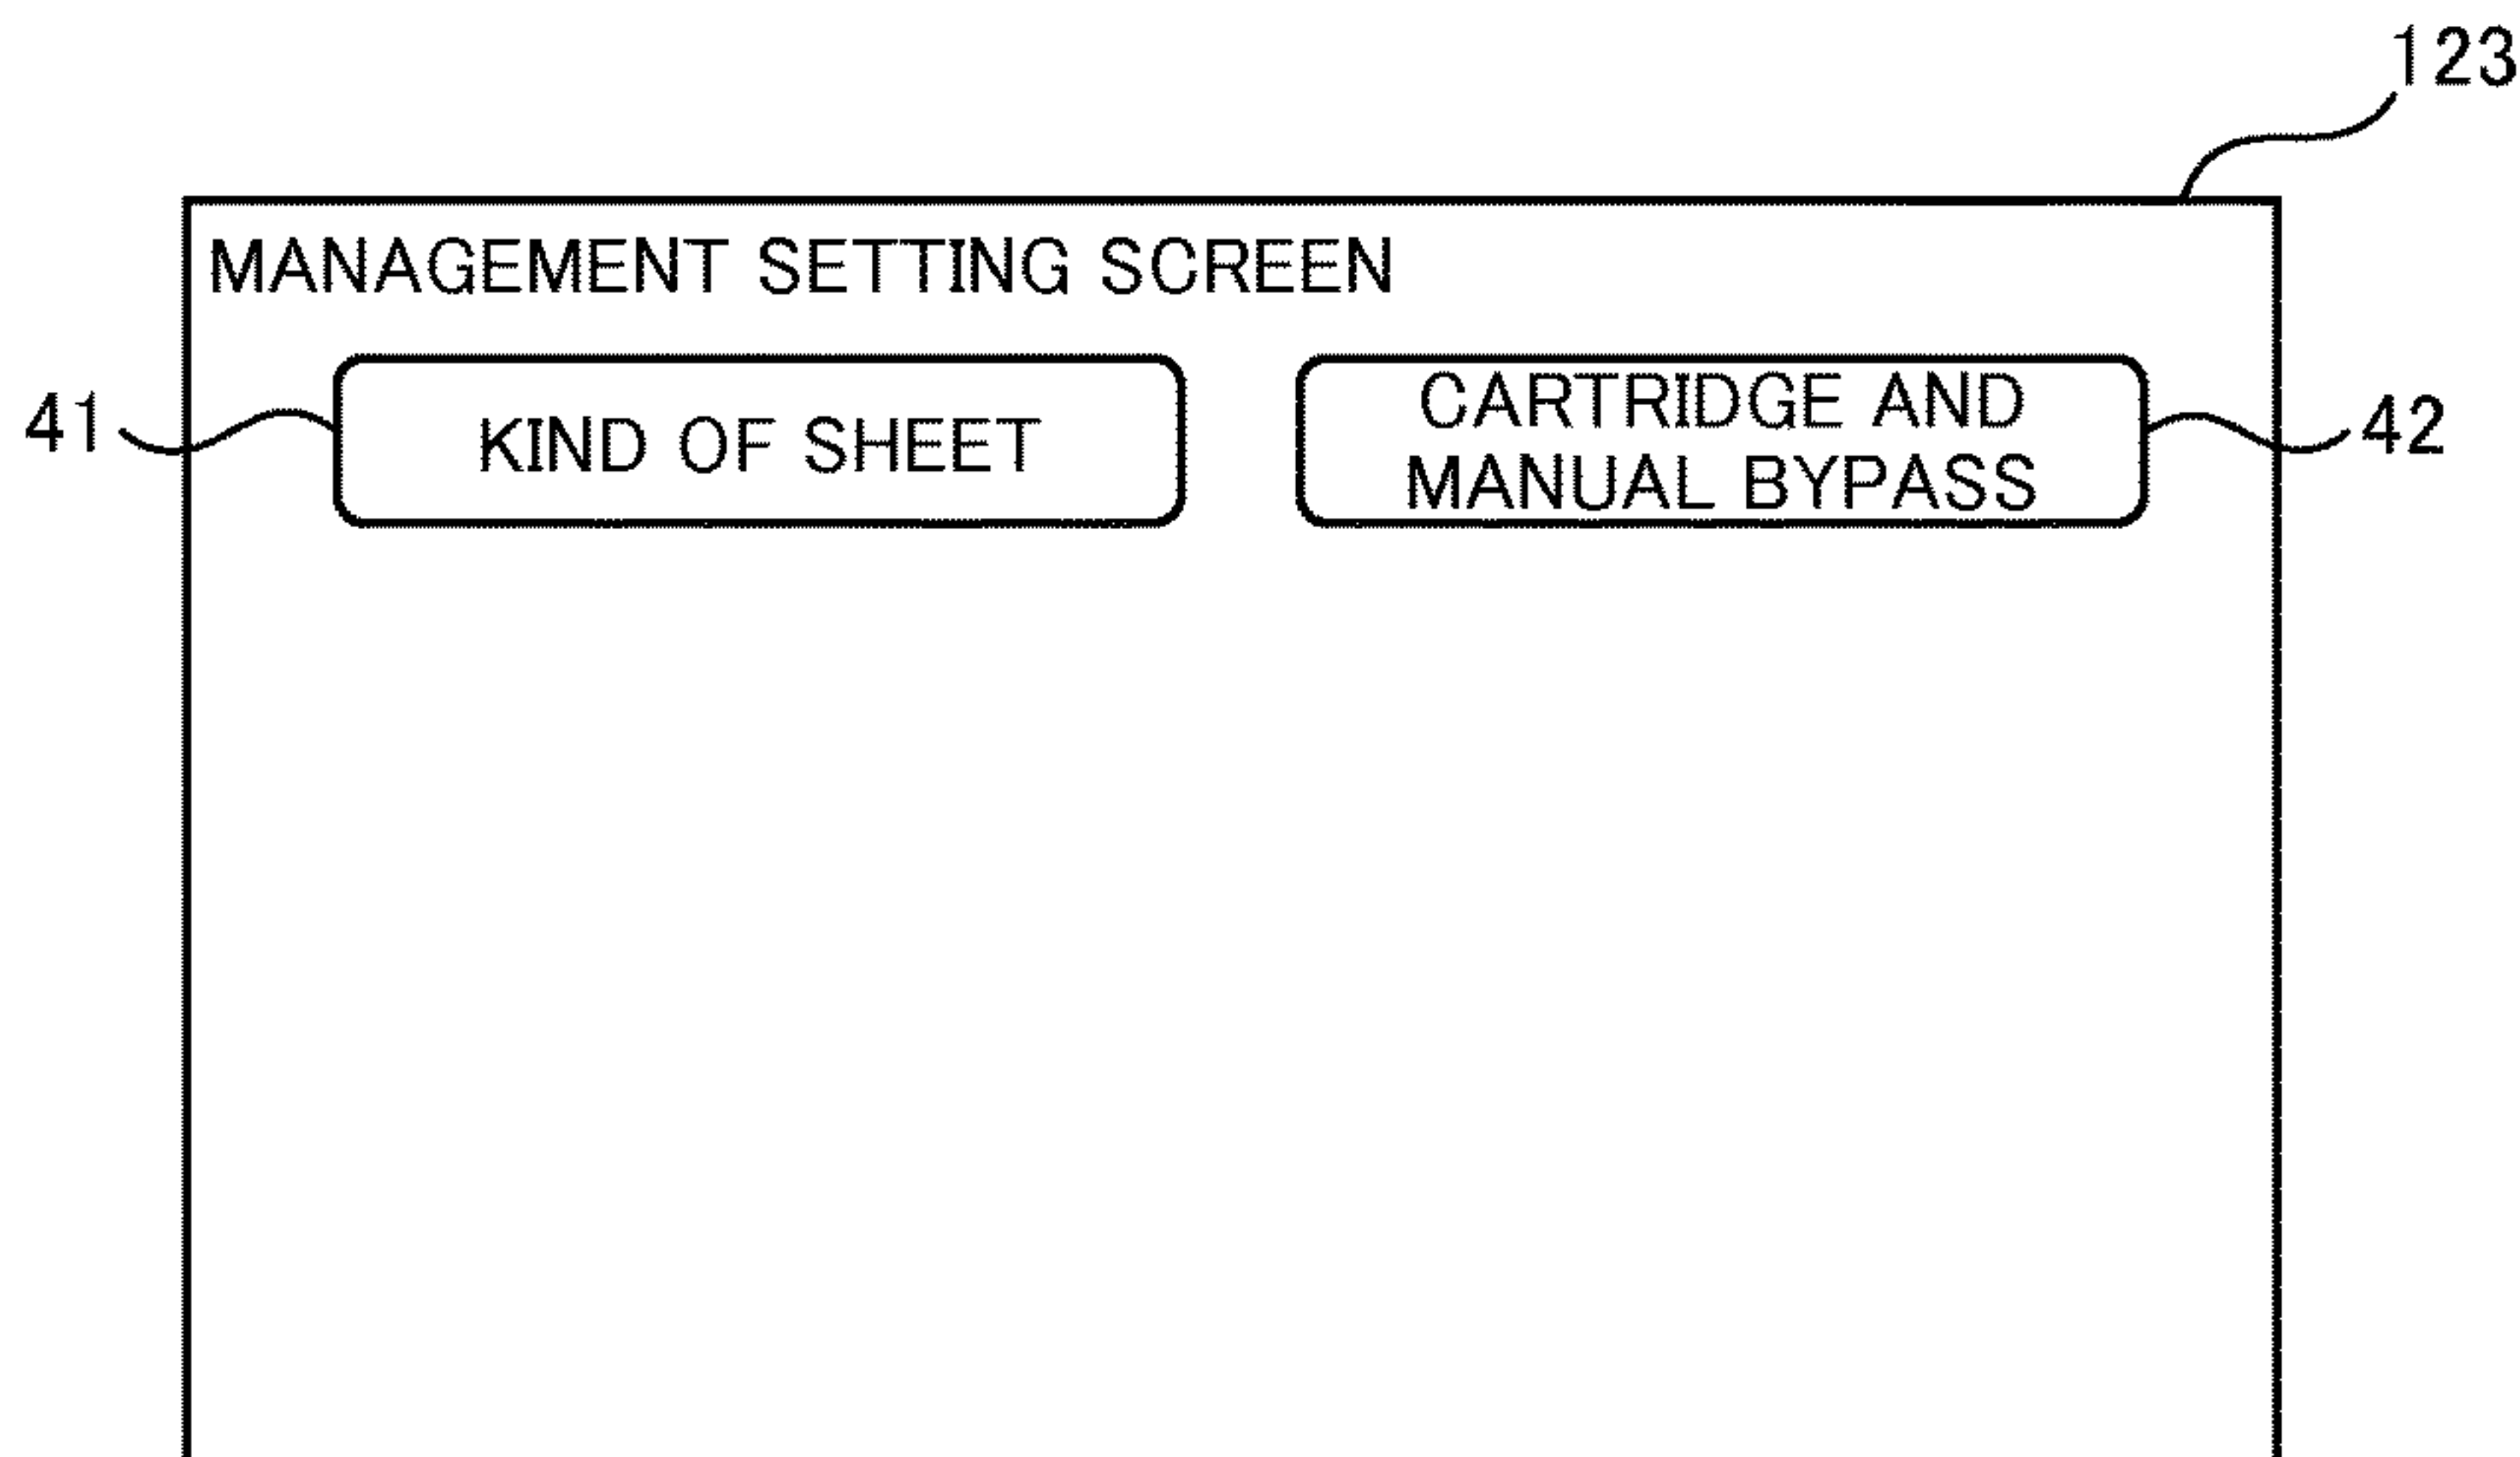 123
MANAGEMENT SETTING SCREEN
41
KIND OF SHEET
CARTRIDGE AND
MANUAL BYPASS
42